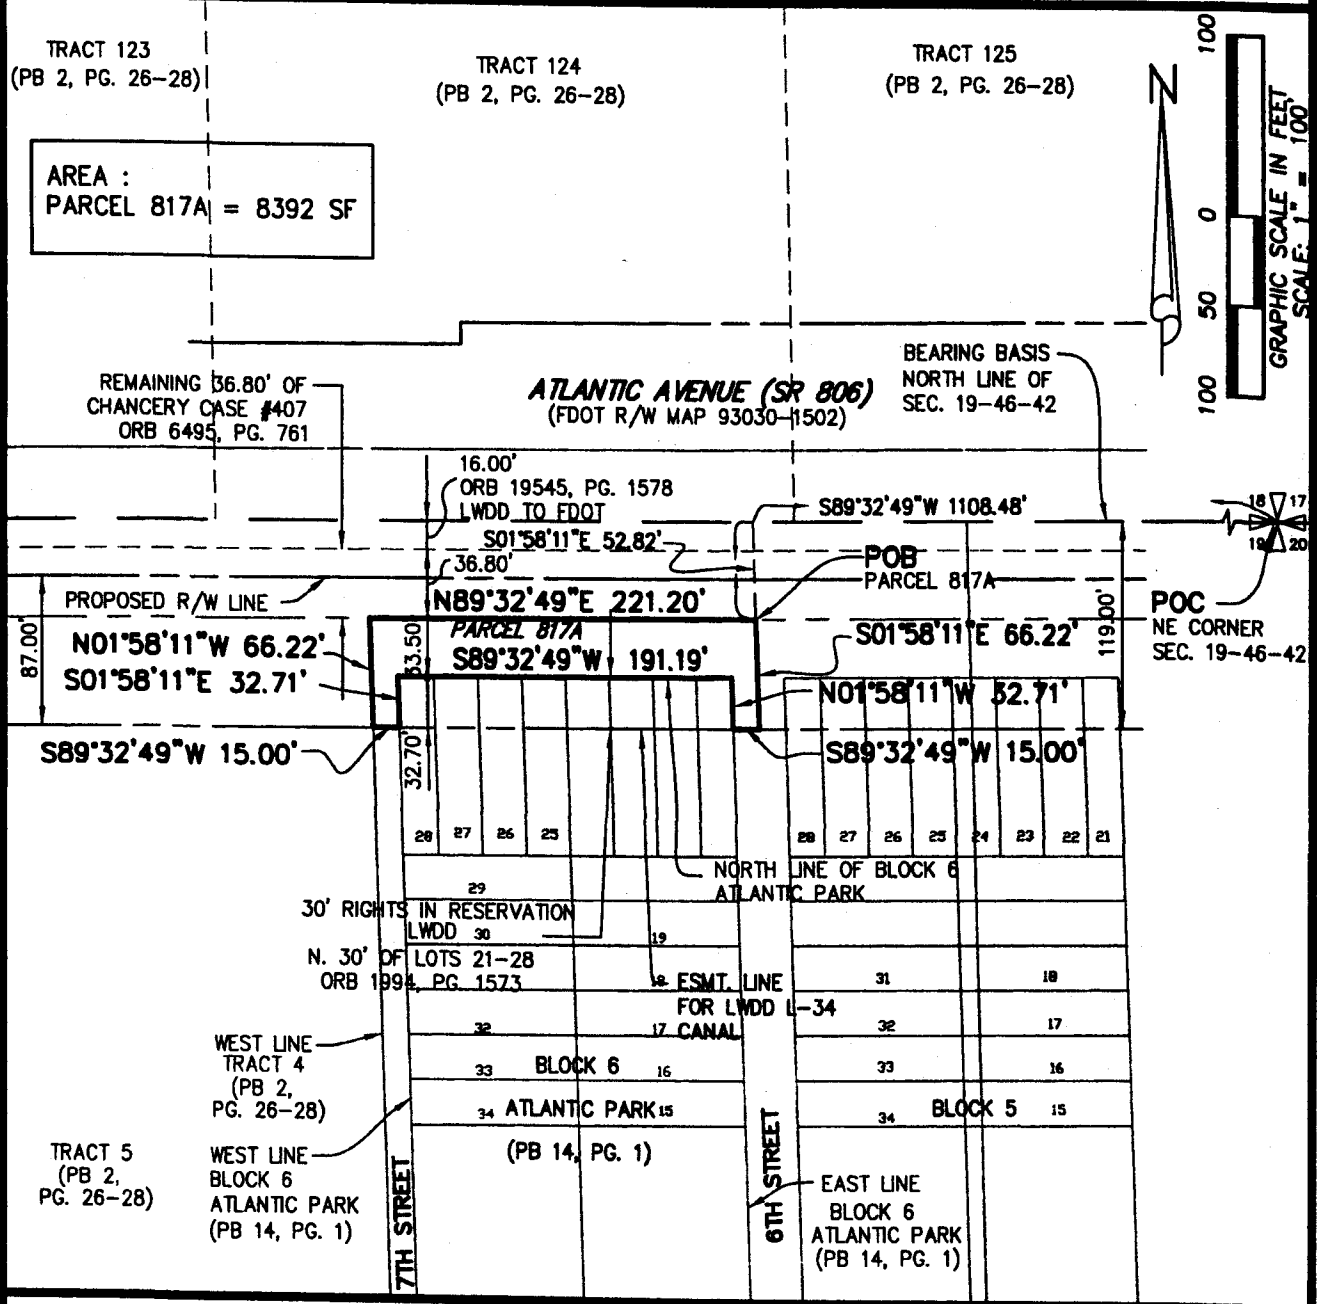 TRACT 123
(PB 2, PG. 26-28)
TRACT 124
(PB 2, PG. 26-28)
TRACT 125
(PB 2, PG. 26-28)
N
100
0
50
100
GRAPHIC SCALE IN FEET
SCALE: 1" = 100'
AREA :
PARCEL 817A = 8392 SF
REMAINING 36.80' OF
CHANCERY CASE #407
ORB 6495, PG. 761
ATLANTIC AVENUE (SR 806)
(FDOT R/W MAP 93030-1502)
BEARING BASIS
NORTH LINE OF
SEC. 19-46-42
16.00'
ORB 19545, PG. 1578
LWDD TO FDOT
S89°32'49"W 1108.48'
18
17
19
20
S01°58'11"E 52.82'
36.80'
POB
PARCEL 817A
PROPOSED R/W LINE
N89°32'49"E 221.20'
POC
NE CORNER
SEC. 19-46-42
87.00'
119.00'
N01°58'11"W 66.22'
33.50'
PARCEL 817A
S01°58'11"E 66.22'
S89°32'49"W 191.19'
S01°58'11"E 32.71'
N01°58'11"W 32.71'
S89°32'49"W 15.00'
32.70'
S89°32'49"W 15.00'
28
27
26
25
28
27
26
25
24
23
22
21
NORTH LINE OF BLOCK 6
ATLANTIC PARK
29
30' RIGHTS IN RESERVATION
LWDD
30
19
N. 30' OF LOTS 21-28
ORB 1994, PG. 1573
18
ESMT. LINE
FOR LWDD L-34
CANAL
31
18
32
17
32
17
WEST LINE
TRACT 4
(PB 2,
PG. 26-28)
33
BLOCK 6
16
33
16
34
ATLANTIC PARK
15
34
BLOCK 5
15
(PB 14, PG. 1)
TRACT 5
(PB 2,
PG. 26-28)
WEST LINE
BLOCK 6
ATLANTIC PARK
(PB 14, PG. 1)
7TH STREET
6TH STREET
EAST LINE
BLOCK 6
ATLANTIC PARK
(PB 14, PG. 1)